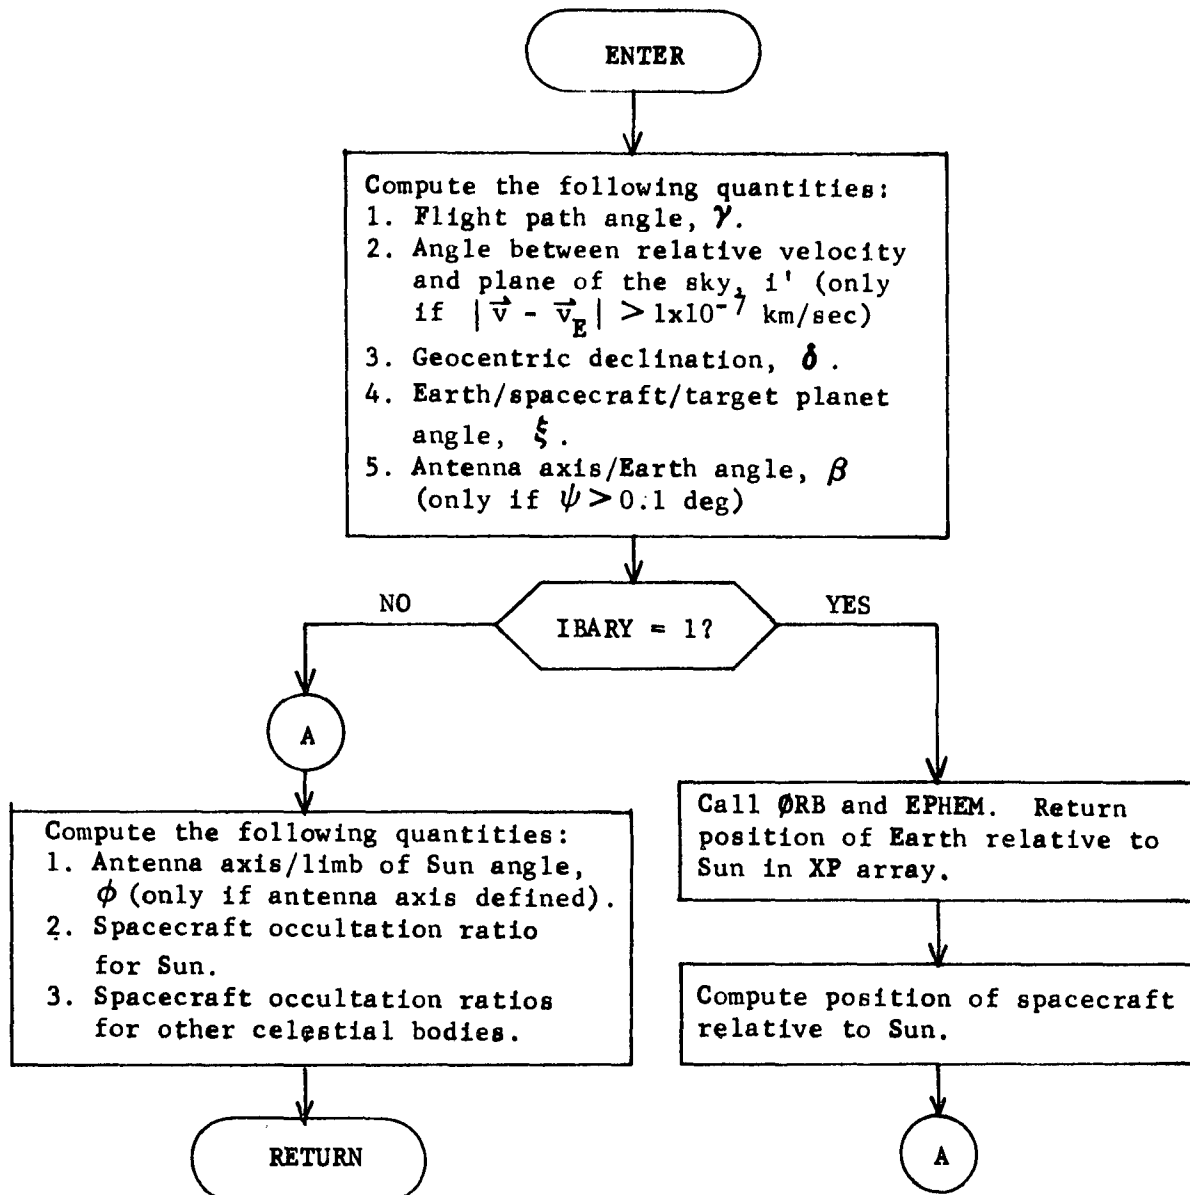 ENTER
Compute the following quantities:
1. Flight path angle, γ.
2. Angle between relative velocity
and plane of the sky, i' (only
if |v⃗ - v⃗_E| > 1x10⁻⁷ km/sec)
3. Geocentric declination, δ.
4. Earth/spacecraft/target planet
angle, ξ.
5. Antenna axis/Earth angle, β
(only if ψ > 0.1 deg)
IBARY = 1?
NO
YES
A
Compute the following quantities:
1. Antenna axis/limb of Sun angle,
φ (only if antenna axis defined).
2. Spacecraft occultation ratio
for Sun.
3. Spacecraft occultation ratios
for other celestial bodies.
RETURN
Call ØRB and EPHEM. Return
position of Earth relative to
Sun in XP array.
Compute position of spacecraft
relative to Sun.
A